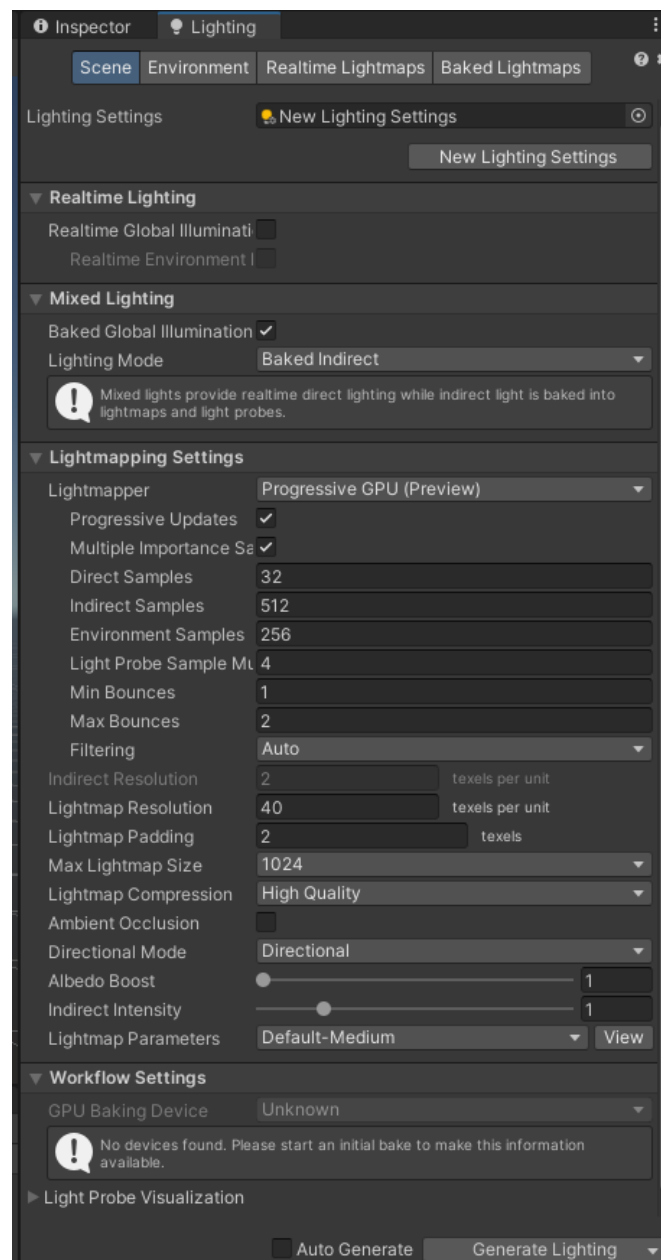 Inspector Lighting
Scene Environment Realtime Lightmaps Baked Lightmaps
Lighting Settings New Lighting Settings
New Lighting Settings
Realtime Lighting
Realtime Global Illuminati
Realtime Environment
Mixed Lighting
Baked Global Illumination
Lighting Mode Baked Indirect
Mixed lights provide realtime direct lighting while indirect light is baked into
lightmaps and light probes.
Lightmapping Settings
Lightmapper Progressive GPU (Preview)
Progressive Updates
Multiple Importance Sa
Direct Samples 32
Indirect Samples 512
Environment Samples 256
Light Probe Sample Mu 4
Min Bounces 1
Max Bounces 2
Filtering Auto
Indirect Resolution 2 texels per unit
Lightmap Resolution 40 texels per unit
Lightmap Padding 2 texels
Max Lightmap Size 1024
Lightmap Compression High Quality
Ambient Occlusion
Directional Mode Directional
Albedo Boost 1
Indirect Intensity 1
Lightmap Parameters Default-Medium View
Workflow Settings
GPU Baking Device Unknown
No devices found. Please start an initial bake to make this information
available.
Light Probe Visualization
Auto Generate Generate Lighting